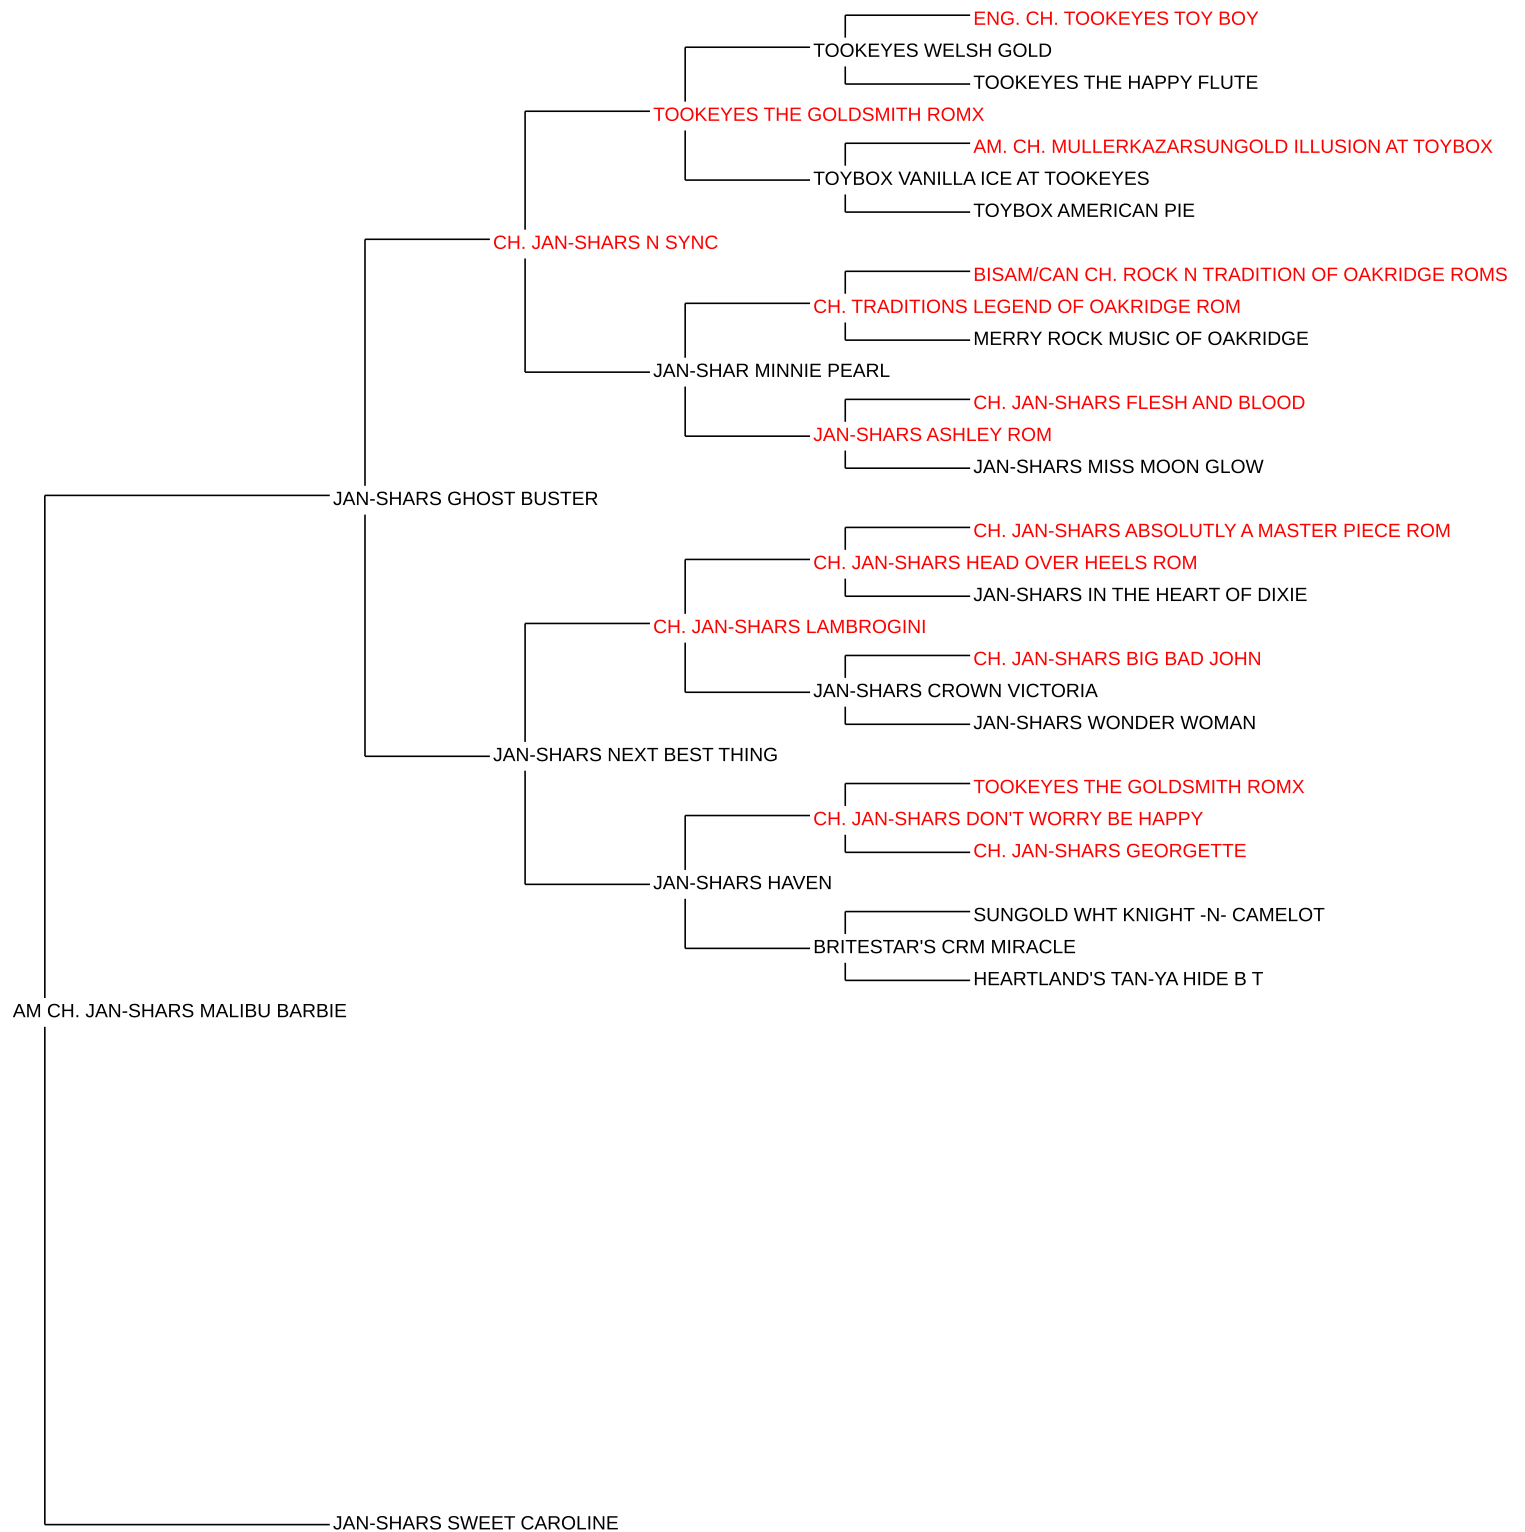 ENG. CH. TOOKEYES TOY BOY
TOOKEYES WELSH GOLD
TOOKEYES THE HAPPY FLUTE
TOOKEYES THE GOLDSMITH ROMX
AM. CH. MULLERKAZARSUNGOLD ILLUSION AT TOYBOX
TOYBOX VANILLA ICE AT TOOKEYES
TOYBOX AMERICAN PIE
CH. JAN-SHARS N SYNC
BISAM/CAN CH. ROCK N TRADITION OF OAKRIDGE ROMS
CH. TRADITIONS LEGEND OF OAKRIDGE ROM
MERRY ROCK MUSIC OF OAKRIDGE
JAN-SHAR MINNIE PEARL
CH. JAN-SHARS FLESH AND BLOOD
JAN-SHARS ASHLEY ROM
JAN-SHARS MISS MOON GLOW
JAN-SHARS GHOST BUSTER
CH. JAN-SHARS ABSOLUTLY A MASTER PIECE ROM
CH. JAN-SHARS HEAD OVER HEELS ROM
JAN-SHARS IN THE HEART OF DIXIE
CH. JAN-SHARS LAMBROGINI
CH. JAN-SHARS BIG BAD JOHN
JAN-SHARS CROWN VICTORIA
JAN-SHARS WONDER WOMAN
JAN-SHARS NEXT BEST THING
TOOKEYES THE GOLDSMITH ROMX
CH. JAN-SHARS DON'T WORRY BE HAPPY
CH. JAN-SHARS GEORGETTE
JAN-SHARS HAVEN
SUNGOLD WHT KNIGHT -N- CAMELOT
BRITESTAR'S CRM MIRACLE
HEARTLAND'S TAN-YA HIDE B T
AM CH. JAN-SHARS MALIBU BARBIE
JAN-SHARS SWEET CAROLINE